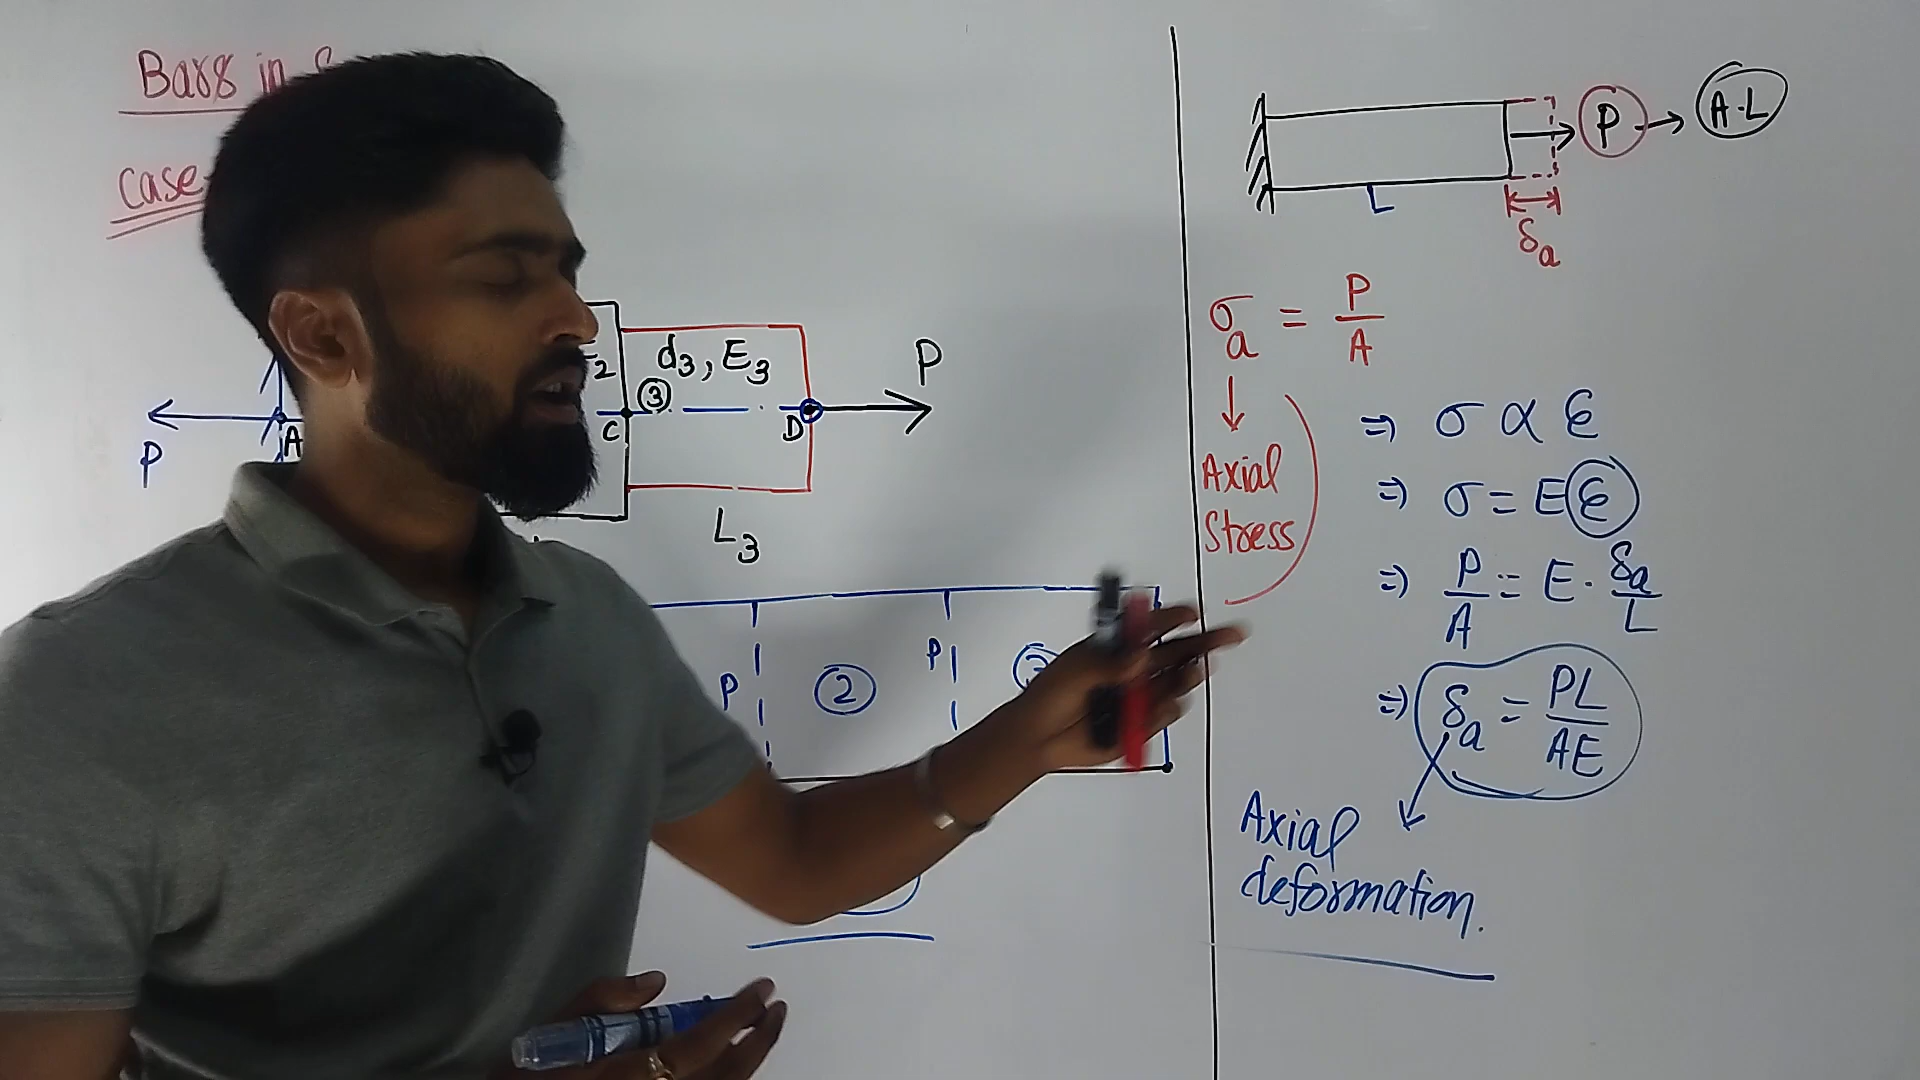 Bars in S
case
d3, E3
③
P
P
A
C
D
L3
P
②
P
L
P → A.L
δa
σa = P/A
↓
Axial
Stress
⇒ σ α ε
⇒ σ = E ε
⇒ P/A = E . δa/L
⇒ δa = PL/AE
Axial
deformation.